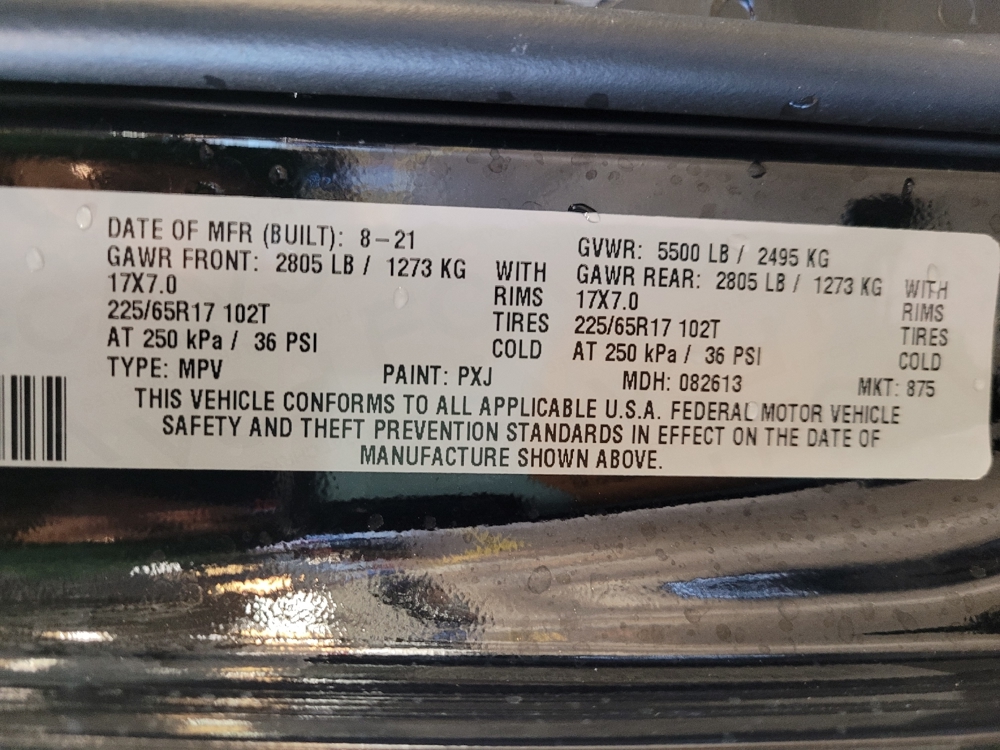 DATE OF MFR (BUILT): 8-21 GVWR: 5500 LB / 2495 KG
GAWR FRONT: 2805 LB / 1273 KG WITH GAWR REAR: 2805 LB / 1273 KG WITH
17X7.0 RIMS 17X7.0 RIMS
225/65R17 102T TIRES 225/65R17 102T TIRES
AT 250 kPa / 36 PSI COLD AT 250 kPa / 36 PSI COLD
TYPE: MPV PAINT: PXJ MDH: 082613 MKT: 875
THIS VEHICLE CONFORMS TO ALL APPLICABLE U.S.A. FEDERAL MOTOR VEHICLE
SAFETY AND THEFT PREVENTION STANDARDS IN EFFECT ON THE DATE OF
MANUFACTURE SHOWN ABOVE.